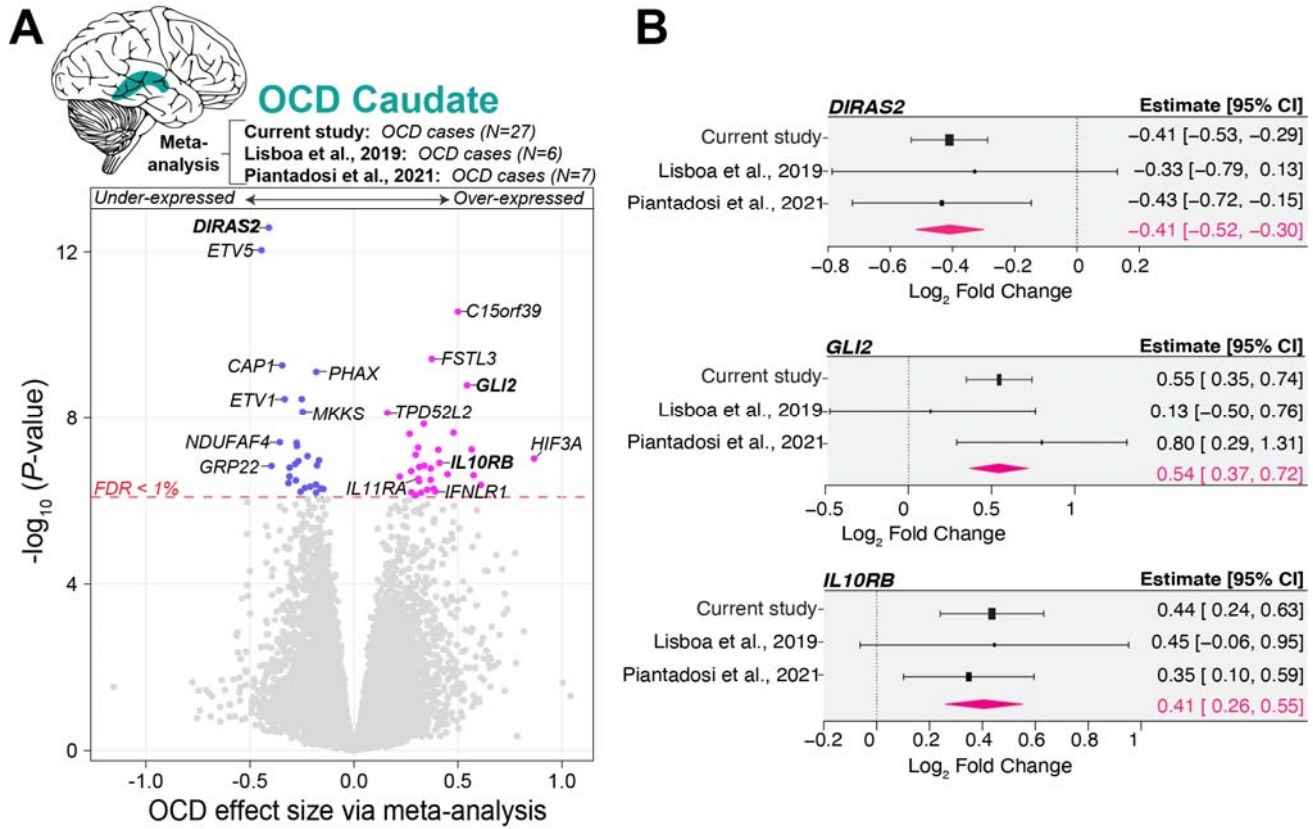 A
OCD Caudate
Meta-analysis
Current study: OCD cases (N=27)
Lisboa et al., 2019: OCD cases (N=6)
Piantadosi et al., 2021: OCD cases (N=7)
Under-expressed
Over-expressed
DIRAS2
ETV5
C15orf39
CAP1
PHAX
FSTL3
GLI2
ETV1
MKKS
TPD52L2
NDUFAF4
GRP22
HIF3A
IL10RB
IL11RA
IFNLR1
FDR < 1%
12
8
4
0
-log10 (P-value)
-1.0 -0.5 0.0 0.5 1.0
OCD effect size via meta-analysis
B
DIRAS2 Estimate [95% CI]
Current study −0.41 [−0.53, −0.29]
Lisboa et al., 2019 −0.33 [−0.79, 0.13]
Piantadosi et al., 2021 −0.43 [−0.72, −0.15]
−0.41 [−0.52, −0.30]
−0.8 −0.6 −0.4 −0.2 0 0.2
Log2 Fold Change
GLI2 Estimate [95% CI]
Current study 0.55 [ 0.35, 0.74]
Lisboa et al., 2019 0.13 [−0.50, 0.76]
Piantadosi et al., 2021 0.80 [ 0.29, 1.31]
0.54 [ 0.37, 0.72]
−0.5 0 0.5 1
Log2 Fold Change
IL10RB Estimate [95% CI]
Current study 0.44 [ 0.24, 0.63]
Lisboa et al., 2019 0.45 [−0.06, 0.95]
Piantadosi et al., 2021 0.35 [ 0.10, 0.59]
0.41 [ 0.26, 0.55]
−0.2 0 0.2 0.4 0.6 0.8 1
Log2 Fold Change